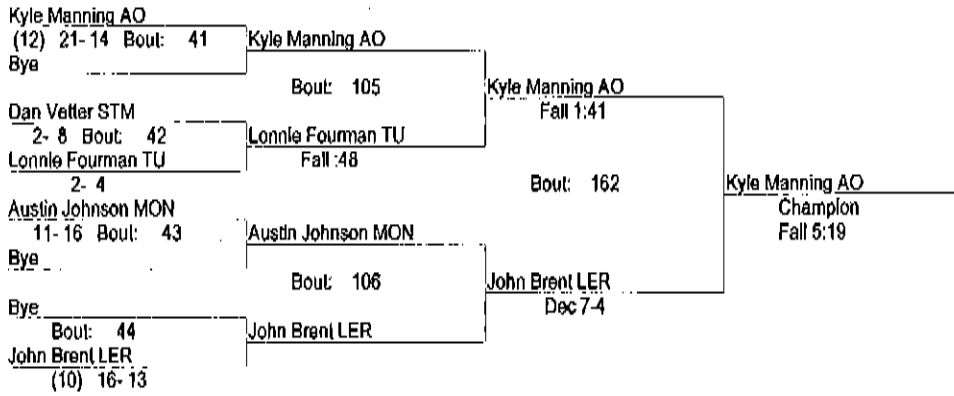 Kyle Manning AO
(12) 21- 14 Bout: 41
Kyle Manning AO
Bye
Bout: 105
Kyle Manning AO
Fall 1:41
Dan Vetter STM
2- 8 Bout: 42
Lonnie Fourman TU
Lonnie Fourman TU
Fall :48
2- 4
Bout: 162
Kyle Manning AO
Champion
Fall 5:19
Austin Johnson MON
11- 16 Bout: 43
Austin Johnson MON
Bye
Bout: 106
John Brent LER
Dec 7-4
Bye
Bout: 44
John Brent LER
John Brent LER
(10) 16- 13